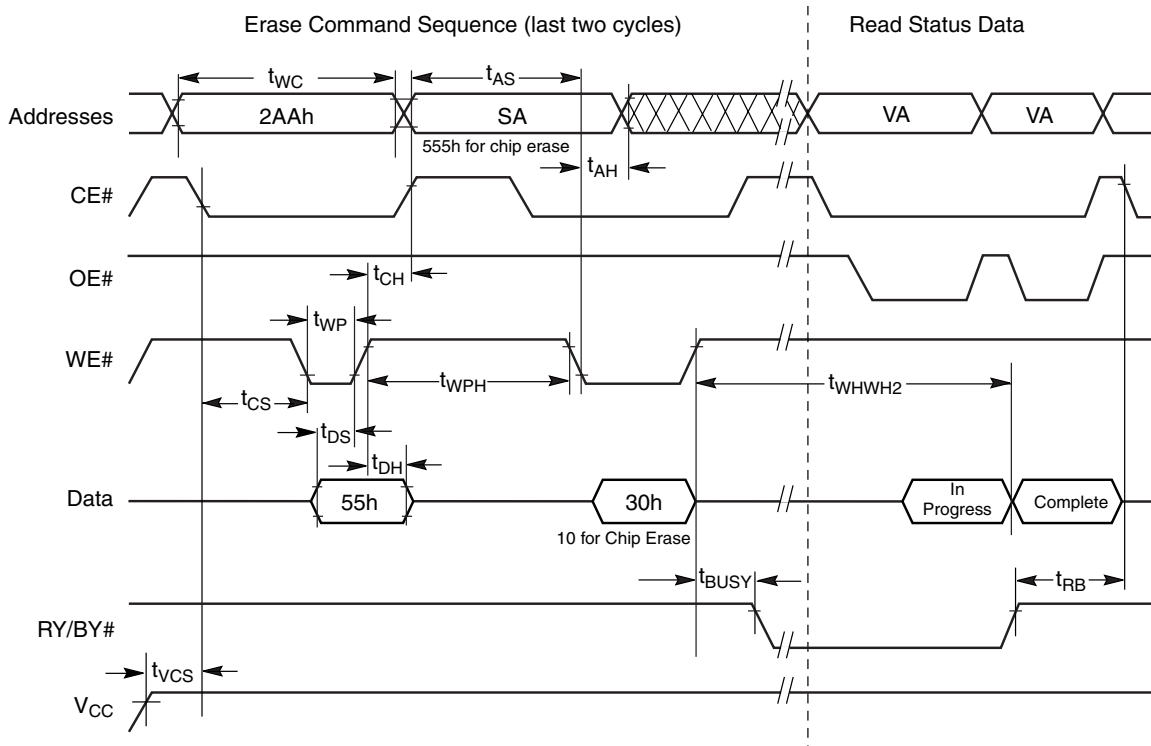 Erase Command Sequence (last two cycles)
Read Status Data
tWC
tAS
Addresses
2AAh
SA
VA
VA
555h for chip erase
tAH
CE#
OE#
tCH
tWP
WE#
tWPH
tWHWH2
tCS
tDS
tDH
Data
55h
30h
In
Progress
Complete
10 for Chip Erase
tBUSY
tRB
RY/BY#
tVCS
VCC